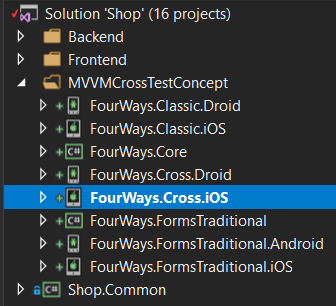 Solution 'Shop' (16 projects)
Backend
Frontend
MVVMCrossTestConcept
FourWays.Classic.Droid
FourWays.Classic.iOS
C# FourWays.Core
FourWays.Cross.Droid
FourWays.Cross.iOS
C# FourWays.FormsTraditional
FourWays.FormsTraditional.Android
FourWays.FormsTraditional.iOS
C# Shop.Common